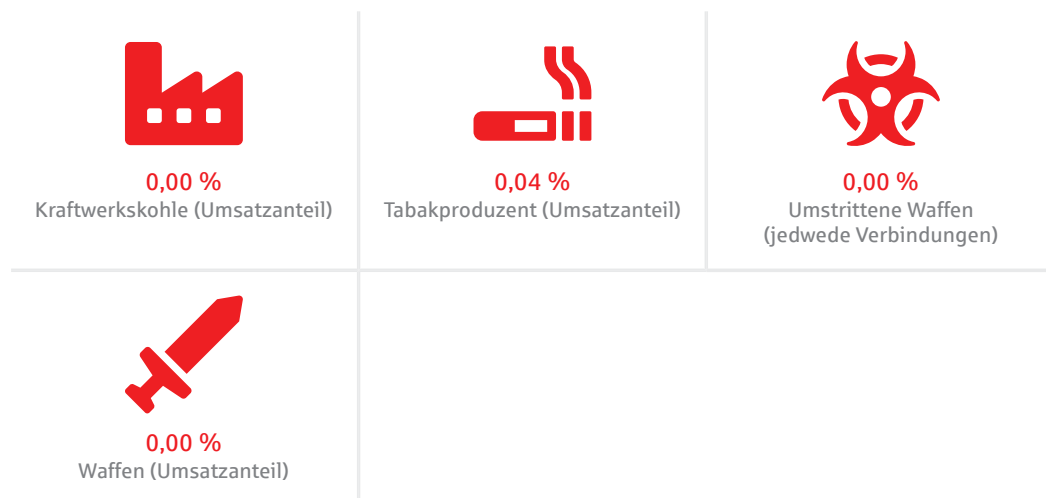 0,00 %
Kraftwerkskohle (Umsatzanteil)
0,04 %
Tabakproduzent (Umsatzanteil)
0,00 %
Umstrittene Waffen
(jedwede Verbindungen)
0,00 %
Waffen (Umsatzanteil)